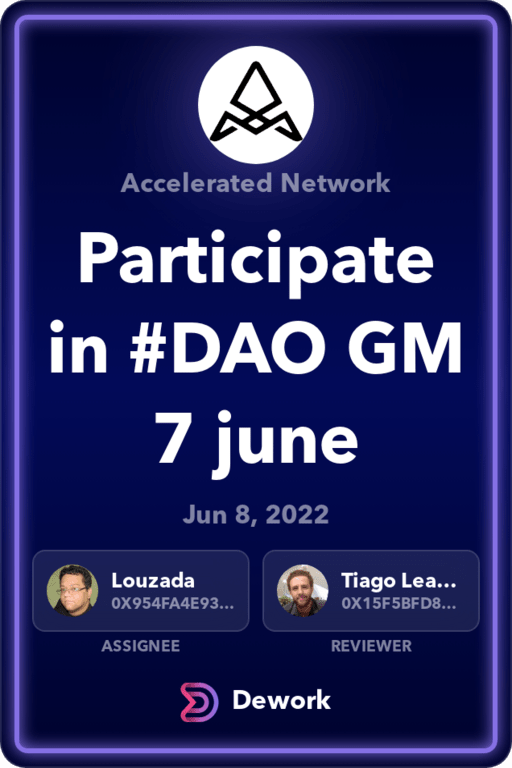 Accelerated Network
Participate
in #DAO GM
7 june
Jun 8, 2022
Louzada
0X954FA4E93...
ASSIGNEE
Tiago Lea...
0X15F5BFD8...
REVIEWER
Dework